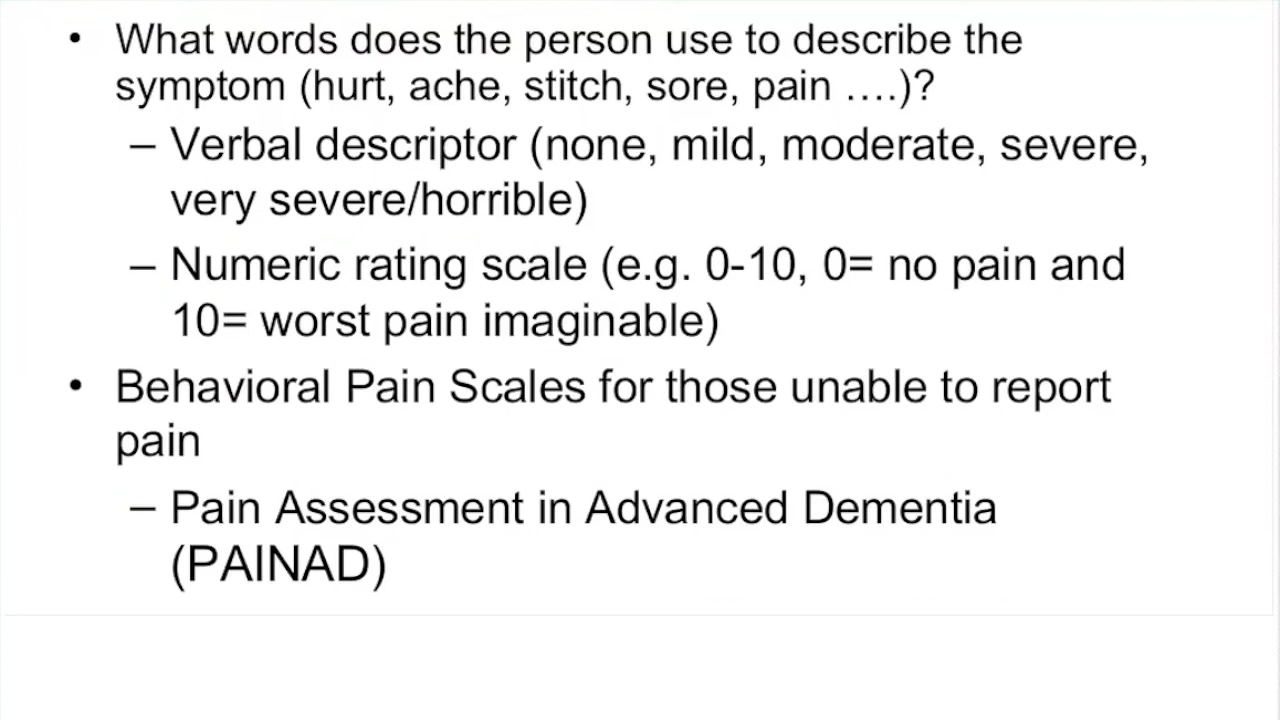 • What words does the person use to describe the
symptom (hurt, ache, stitch, sore, pain ….)?
– Verbal descriptor (none, mild, moderate, severe,
very severe/horrible)
– Numeric rating scale (e.g. 0-10, 0= no pain and
10= worst pain imaginable)
• Behavioral Pain Scales for those unable to report
pain
– Pain Assessment in Advanced Dementia
(PAINAD)